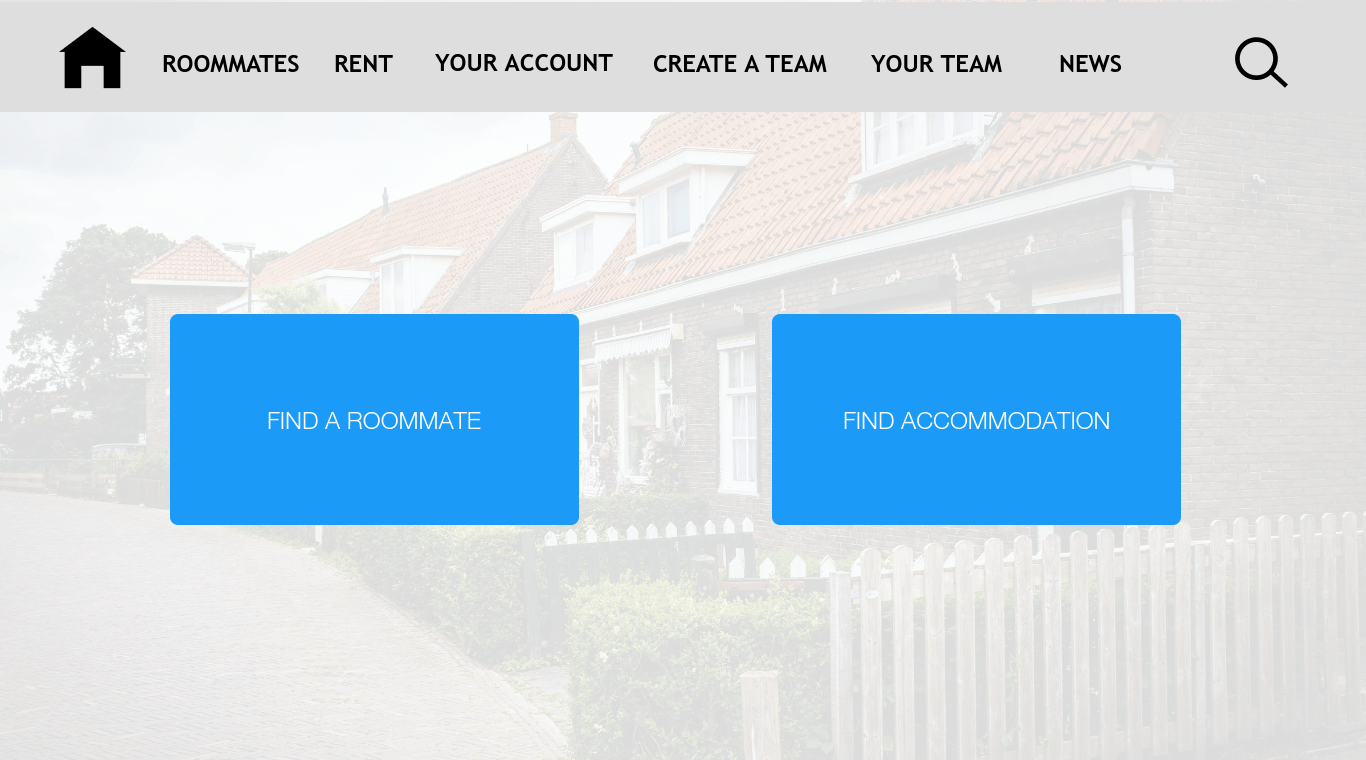 ROOMMATES RENT YOUR ACCOUNT CREATE A TEAM YOUR TEAM NEWS
FIND A ROOMMATE
FIND ACCOMMODATION